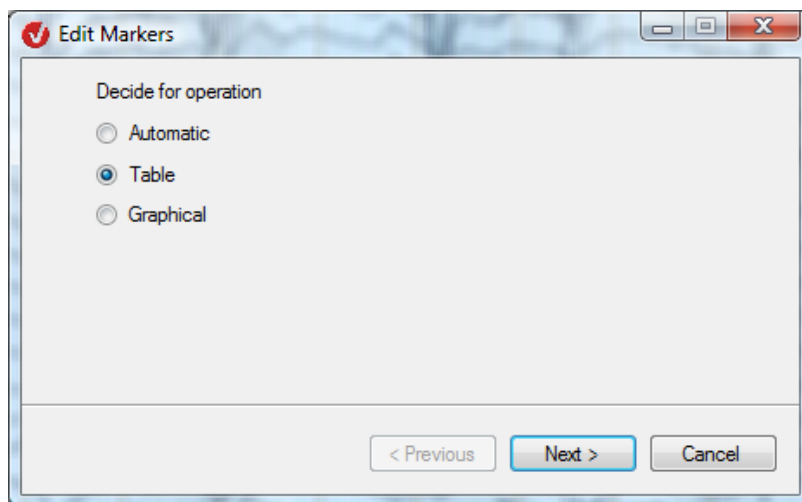 Edit Markers
Decide for operation
Automatic
Table
Graphical
< Previous
Next >
Cancel